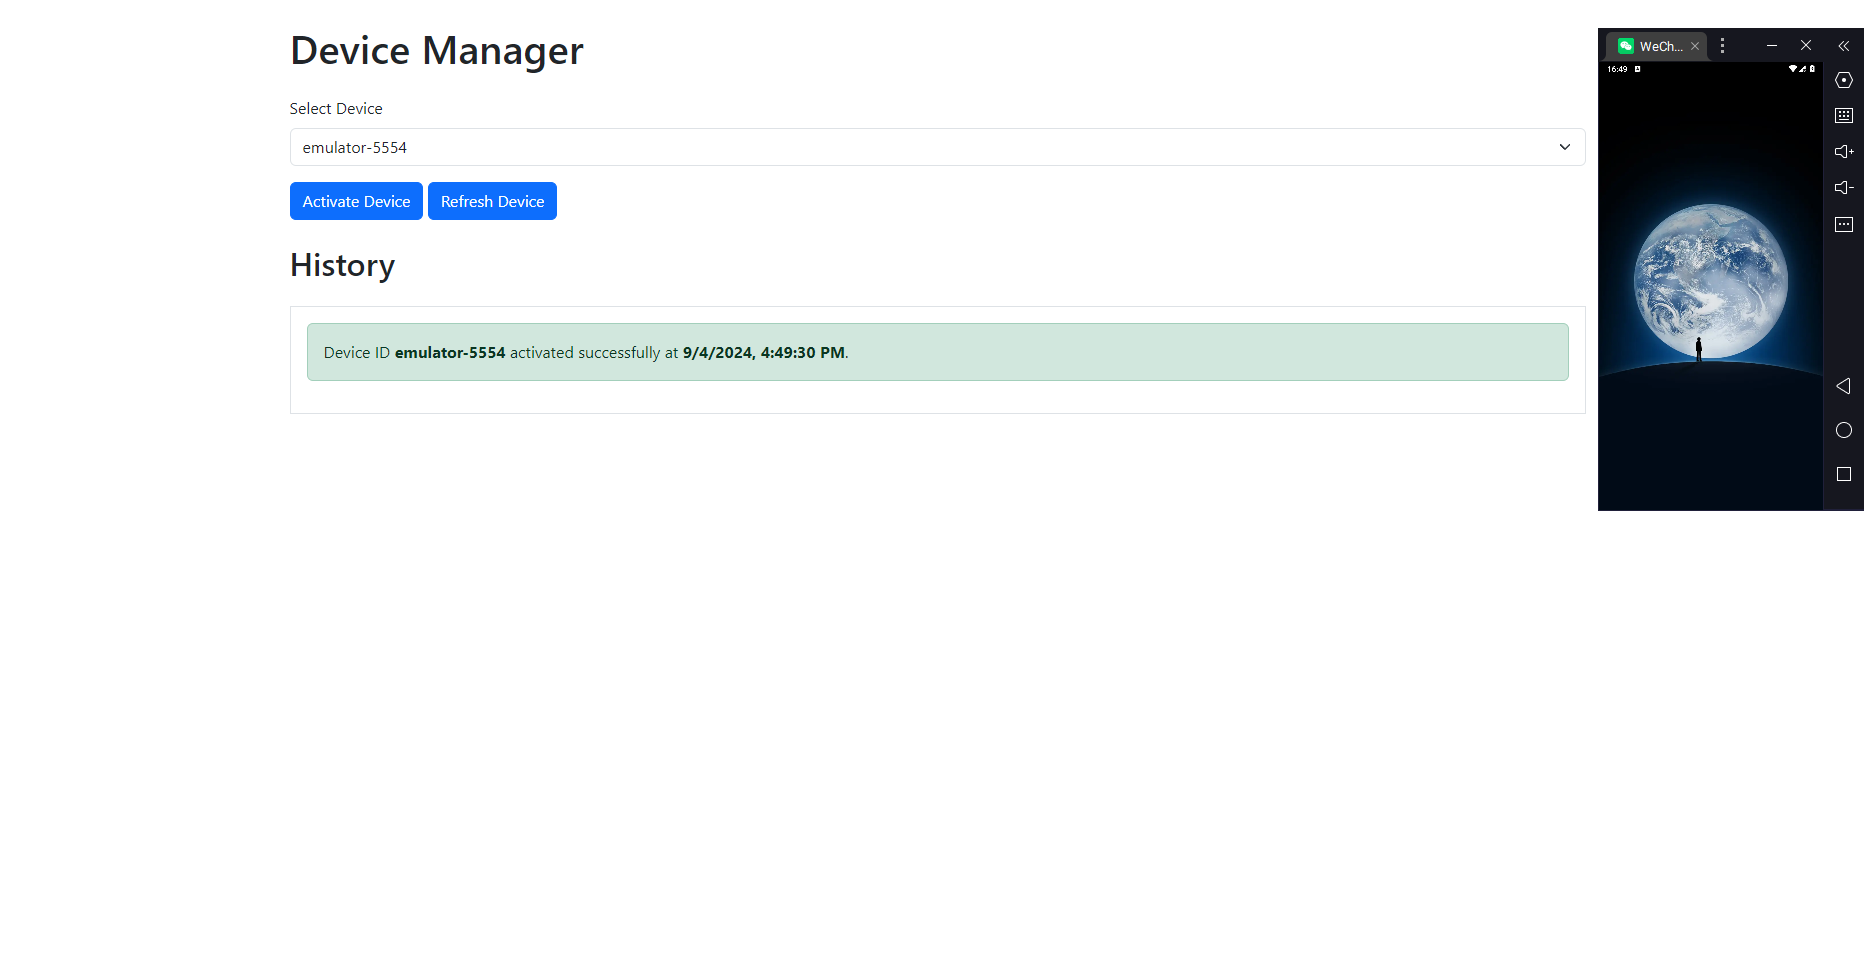 Device Manager
Select Device
emulator-5554
Activate Device
Refresh Device
History
Device ID emulator-5554 activated successfully at 9/4/2024, 4:49:30 PM.
WeCh...
16:49